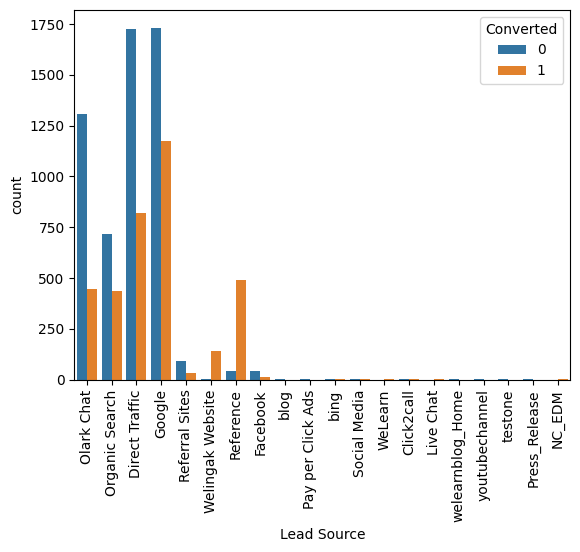 1750
1500
1250
1000
750
500
250
0
count
Converted
0
1
Olark Chat
Organic Search
Direct Traffic
Google
Referral Sites
Welingak Website
Reference
Facebook
blog
Pay per Click Ads
bing
Social Media
WeLearn
Click2call
Live Chat
welearnblog_Home
youtubechannel
testone
Press_Release
NC_EDM
Lead Source